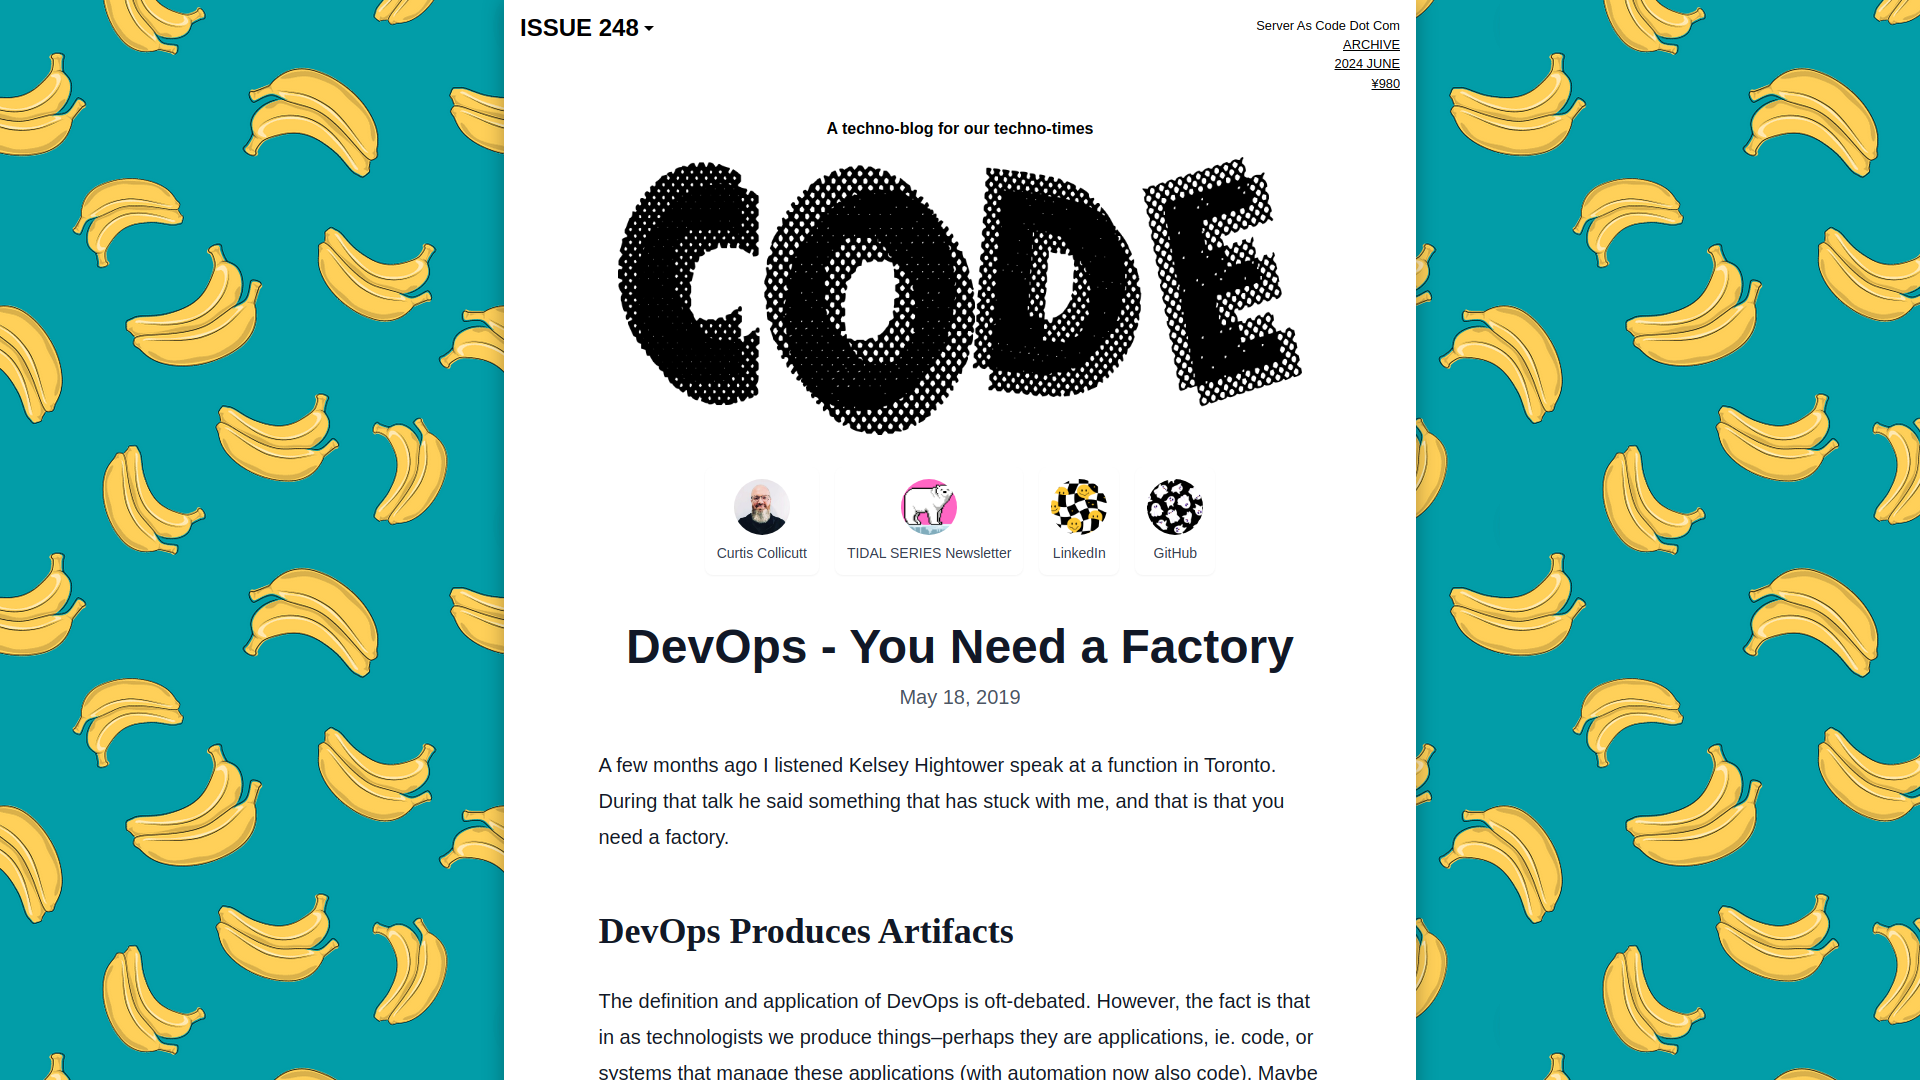 ISSUE 248
Server As Code Dot Com
ARCHIVE
2024 JUNE
¥980
A techno-blog for our techno-times
CODE
Curtis Collicutt
TIDAL SERIES Newsletter
LinkedIn
GitHub
DevOps - You Need a Factory
May 18, 2019
A few months ago I listened Kelsey Hightower speak at a function in Toronto.
During that talk he said something that has stuck with me, and that is that you
need a factory.
DevOps Produces Artifacts
The definition and application of DevOps is oft-debated. However, the fact is that
in as technologists we produce things–perhaps they are applications, ie. code, or
systems that manage these applications (with automation now also code). Maybe